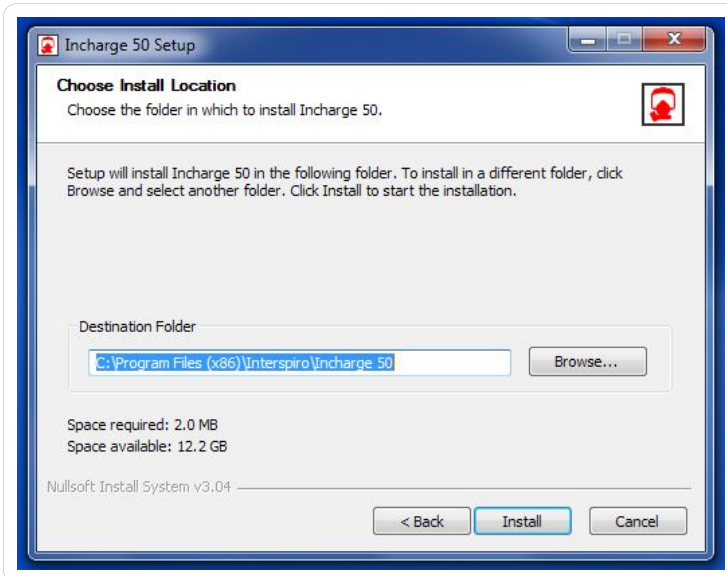 Incharge 50 Setup
Choose Install Location
Choose the folder in which to install Incharge 50.
Setup will install Incharge 50 in the following folder. To install in a different folder, click
Browse and select another folder. Click Install to start the installation.
Destination Folder
C:\Program Files (x86)\Interspiro\Incharge 50
Browse...
Space required: 2.0 MB
Space available: 12.2 GB
Nullsoft Install System v3.04
< Back
Install
Cancel